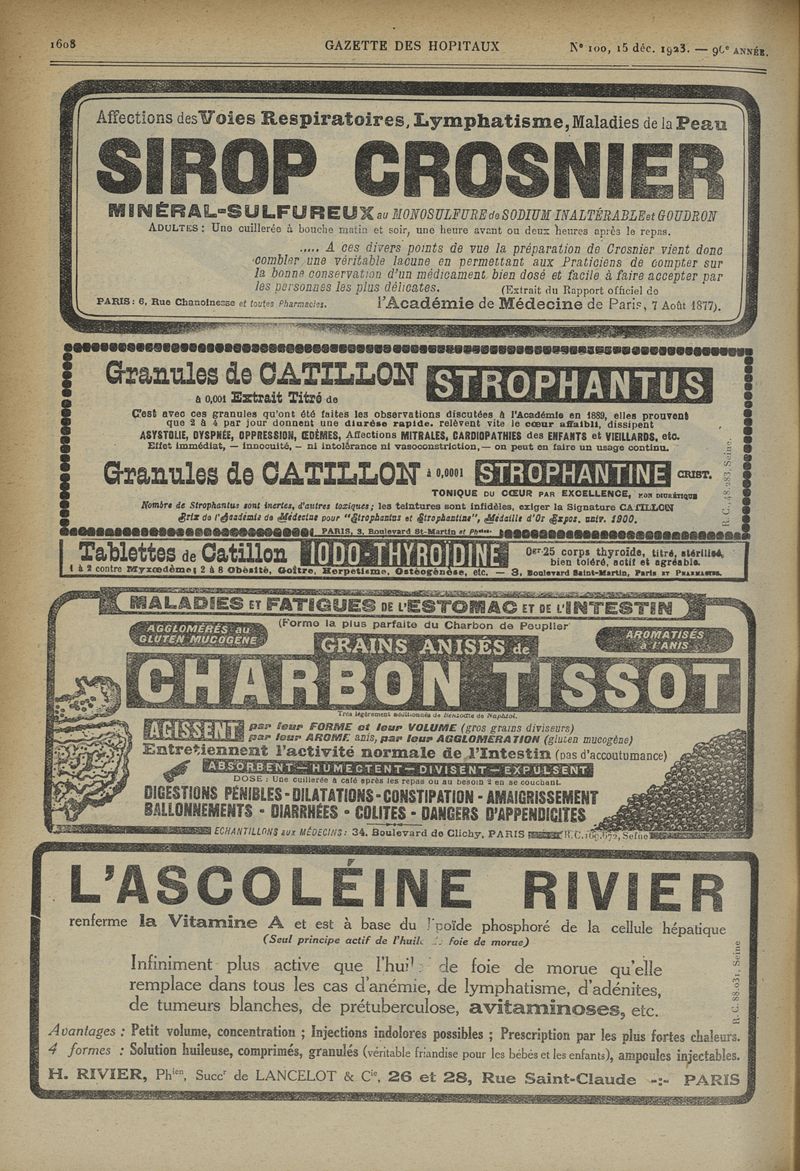 1608 GAZETTE DES HOPITAUX N° 100, 15 déc. 1923. — 96e ANNÉE.
Affections des Voies Respiratoires, Lymphatisme, Maladies de la Peau
SIROP CROSNIER
MINÉRAL-SULFUREUX au MONOSULFURE de SODIUM INALTÉRABLE et GOUDRON
ADULTES : Une cuillerée à bouche matin et soir, une heure avant ou deux heures après le repas.
..... A ces divers points de vue la préparation de Crosnier vient donc
combler une véritable lacune en permettant aux Praticiens de compter sur
la bonne conservation d'un médicament bien dosé et facile à faire accepter par
les personnes les plus délicates. (Extrait du Rapport officiel de
PARIS : 6, Rue Chanoinesse et toutes Pharmacies. l'Académie de Médecine de Paris, 7 Août 1877).
Granules de CATILLON STROPHANTUS
à 0,001 Extrait Titré de
C'est avec ces granules qu'ont été faites les observations discutées à l'Académie en 1889, elles prouvent
que 2 à 4 par jour donnent une diurèse rapide, relèvent vite le cœur affaibli, dissipent
ASYSTOLIE, DYSPNÉE, OPPRESSION, ŒDÈMES, Affections MITRALES, CARDIOPATHIES des ENFANTS et VIEILLARDS, etc.
Effet immédiat, — innocuité, — ni intolérance ni vasoconstriction, — on peut en faire un usage continu.
Granules de CATILLON à 0,0001 STROPHANTINE CRIST.
TONIQUE DU CŒUR PAR EXCELLENCE, NON DIURÉTIQUE
Nombre de Strophantus sont inertes, d'autres toxiques ; les teintures sont infidèles, exiger la Signature CATILLON
Prix de l'Académie de Médecine pour "Strophantus et Strophantine", Médaille d'Or Expos. univ. 1900.
PARIS, 3, Boulevard St-Martin et Phies.
R. C. 48.283 Seine.
Tablettes de Catillon IODO-THYROÏDINE 0gr25 corps thyroïde, titré, stérilisé,
bien toléré, actif et agréable.
1 à 2 contre Myxœdème ; 2 à 8 Obésité, Goître, Herpetisme, Ostéogénèse, etc. — 3, Boulevard Saint-Martin, Paris ET PHARMACIES.
MALADIES ET FATIGUES DE L'ESTOMAC ET DE L'INTESTIN
(Forme la plus parfaite du Charbon de Peuplier
AGGLOMÉRÉS au
GLUTEN MUCOGÈNE
GRAINS ANISÉS de
AROMATISÉS
à l'ANIS
CHARBON TISSOT
Très légèrement additionnés de Benzoate de Naphtol.
AGISSENT par leur FORME et leur VOLUME (gros grains diviseurs)
par leur AROME anis, par leur AGGLOMÉRATION (gluten mucogène)
Entretiennent l'activité normale de l'Intestin (pas d'accoutumance)
ABSORBENT — HUMECTENT — DIVISENT — EXPULSENT
DOSE : Une cuillerée à café après les repas ou au besoin 2 en se couchant.
DIGESTIONS PÉNIBLES - DILATATIONS - CONSTIPATION - AMAIGRISSEMENT
BALLONNEMENTS - DIARRHÉES - COLITES - DANGERS D'APPENDICITES
ECHANTILLONS aux MÉDECINS : 34, Boulevard de Clichy, PARIS R.C. Seine
L'ASCOLÉINE RIVIER
renferme la Vitamine A et est à base du lipoïde phosphoré de la cellule hépatique
(Seul principe actif de l'huile de foie de morue)
Infiniment plus active que l'huile de foie de morue qu'elle
remplace dans tous les cas d'anémie, de lymphatisme, d'adénites,
de tumeurs blanches, de prétuberculose, avitaminoses, etc.
R. C. 88.031, Seine
Avantages : Petit volume, concentration ; Injections indolores possibles ; Prescription par les plus fortes chaleurs.
4 formes : Solution huileuse, comprimés, granulés (véritable friandise pour les bébés et les enfants), ampoules injectables.
H. RIVIER, Phien, Succr de LANCELOT & Cie, 26 et 28, Rue Saint-Claude -:- PARIS